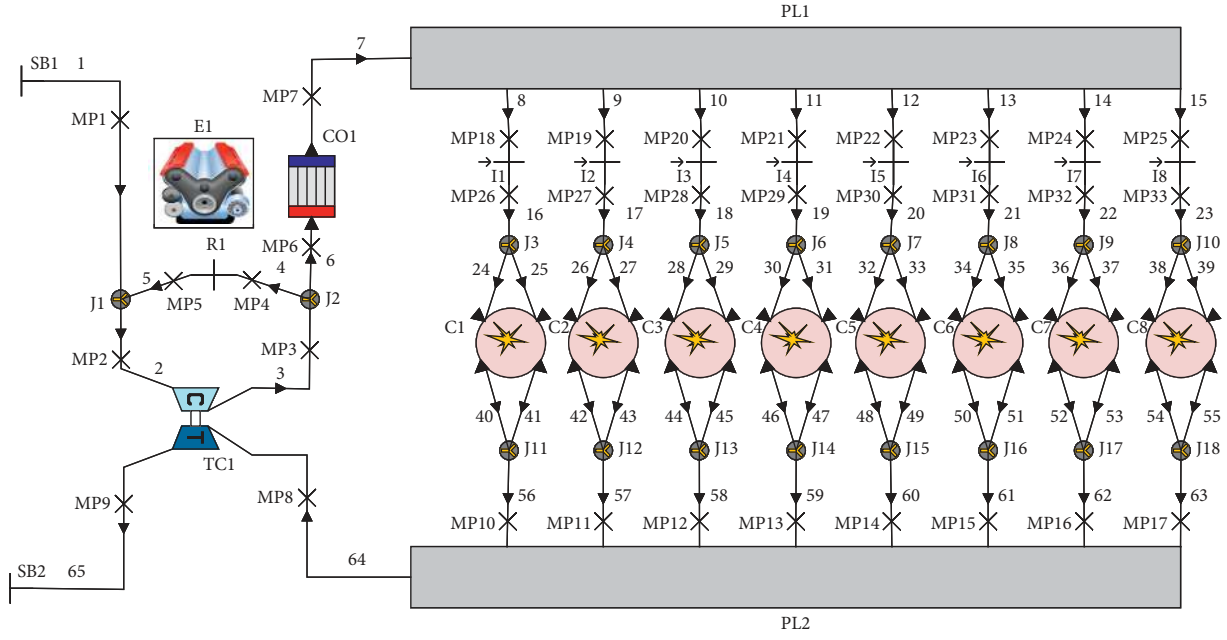 PL1
7
SB1 1
8 9 10 11 12 13 14 15
MP7
MP1
E1
CO1
MP18 MP19 MP20 MP21 MP22 MP23 MP24 MP25
I1 I2 I3 I4 I5 I6 I7 I8
MP26 MP27 MP28 MP29 MP30 MP31 MP32 MP33
16 17 18 19 20 21 22 23
R1 MP6
J3 J4 J5 J6 J7 J8 J9 J10
5 4 6
24 25 26 27 28 29 30 31 32 33 34 35 36 37 38 39
MP5 MP4
J1 J2
C1 C2 C3 C4 C5 C6 C7 C8
MP2 MP3
2 3
C
40 41 42 43 44 45 46 47 48 49 50 51 52 53 54 55
T
TC1
J11 J12 J13 J14 J15 J16 J17 J18
MP9 MP8
56 57 58 59 60 61 62 63
MP10 MP11 MP12 MP13 MP14 MP15 MP16 MP17
SB2 65 64
PL2